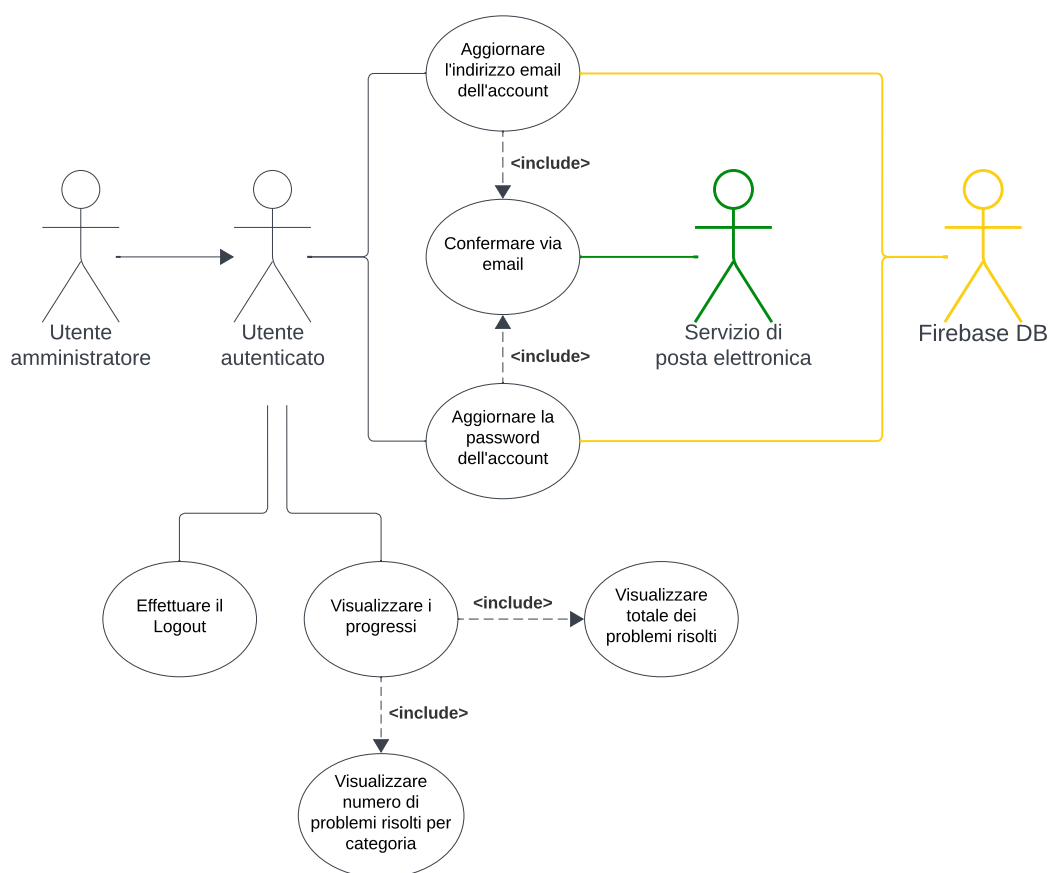 Aggiornare
l'indirizzo email
dell'account
<include>
Confermare via
email
Utente
amministratore
Utente
autenticato
Servizio di
posta elettronica
Firebase DB
<include>
Aggiornare la
password
dell'account
Effettuare il
Logout
Visualizzare i
progressi
<include>
Visualizzare
totale dei
problemi risolti
<include>
Visualizzare
numero di
problemi risolti per
categoria